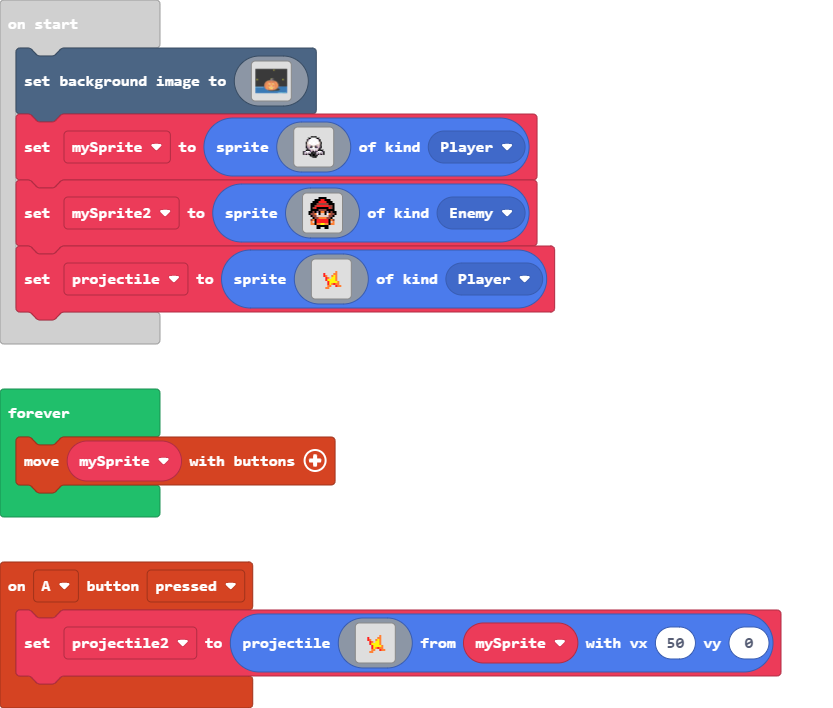 on start
set background image to
set mySprite to sprite of kind Player
set mySprite2 to sprite of kind Enemy
set projectile to sprite of kind Player
forever
move mySprite with buttons
on A button pressed
set projectile2 to projectile from mySprite with vx 50 vy 0